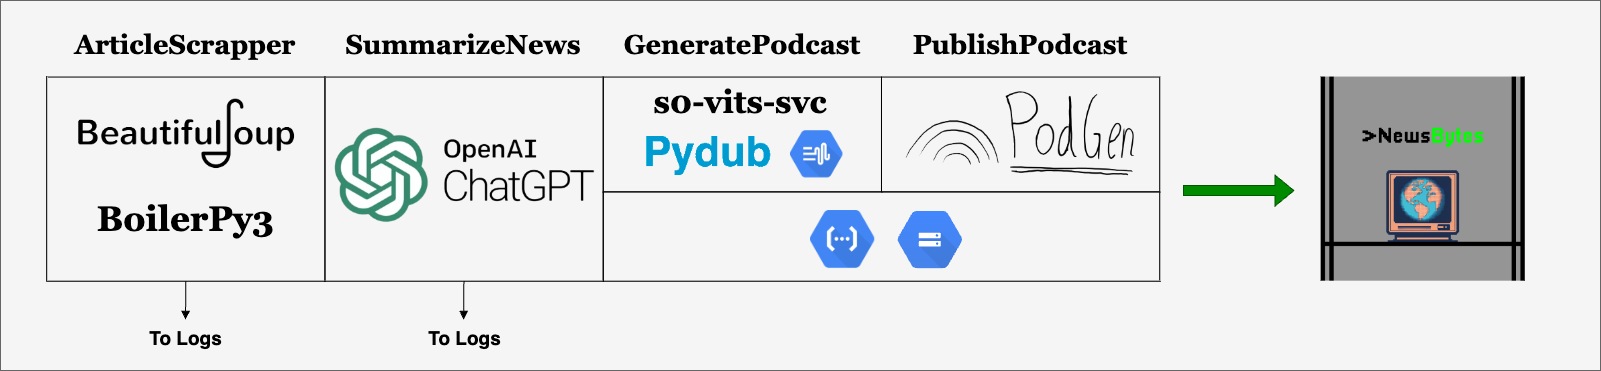 ArticleScrapper
SummarizeNews
GeneratePodcast
PublishPodcast
BeautifulSoup
BoilerPy3
OpenAI
ChatGPT
so-vits-svc
Pydub
PodGen
>NewsBytes
To Logs
To Logs